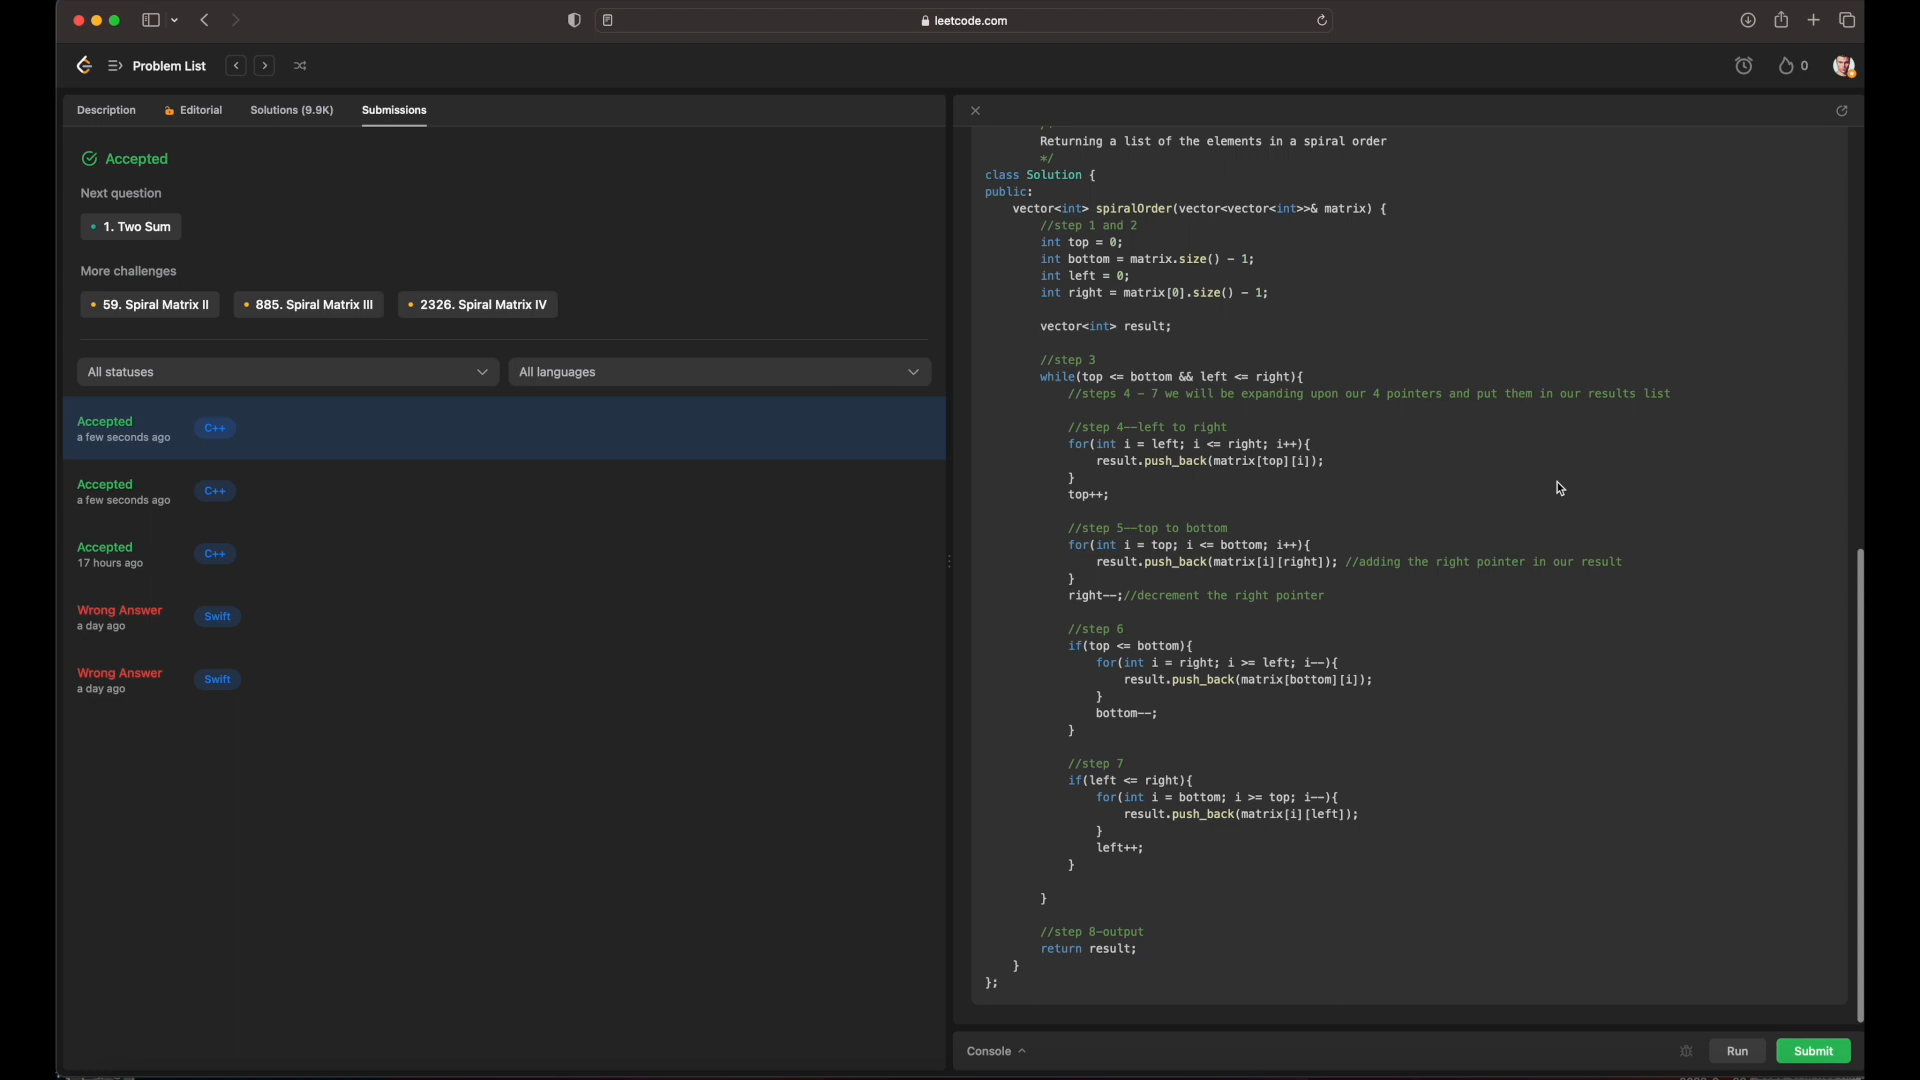 leetcode.com
Problem List
0
Description
Editorial
Solutions (9.9K)
Submissions
Accepted
Next question
1. Two Sum
More challenges
59. Spiral Matrix II
885. Spiral Matrix III
2326. Spiral Matrix IV
All statuses
All languages
Accepted
a few seconds ago
C++
Accepted
a few seconds ago
C++
Accepted
17 hours ago
C++
Wrong Answer
a day ago
Swift
Wrong Answer
a day ago
Swift
Returning a list of the elements in a spiral order
*/
class Solution {
public:
vector<int> spiralOrder(vector<vector<int>>& matrix) {
//step 1 and 2
int top = 0;
int bottom = matrix.size() - 1;
int left = 0;
int right = matrix[0].size() - 1;
vector<int> result;
//step 3
while(top <= bottom && left <= right){
//steps 4 - 7 we will be expanding upon our 4 pointers and put them in our results list
//step 4--left to right
for(int i = left; i <= right; i++){
result.push_back(matrix[top][i]);
}
top++;
//step 5--top to bottom
for(int i = top; i <= bottom; i++){
result.push_back(matrix[i][right]); //adding the right pointer in our result
}
right--;//decrement the right pointer
//step 6
if(top <= bottom){
for(int i = right; i >= left; i--){
result.push_back(matrix[bottom][i]);
}
bottom--;
}
//step 7
if(left <= right){
for(int i = bottom; i >= top; i--){
result.push_back(matrix[i][left]);
}
left++;
}
}
//step 8-output
return result;
}
};
Console
Run
Submit